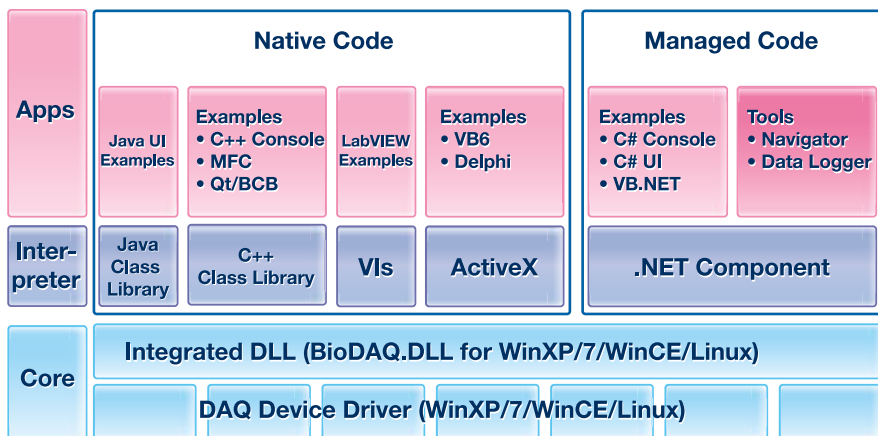 Native Code
Managed Code
Apps
Java UI
Examples
Examples
• C++ Console
• MFC
• Qt/BCB
LabVIEW
Examples
Examples
• VB6
• Delphi
Examples
• C# Console
• C# UI
• VB.NET
Tools
• Navigator
• Data Logger
Inter-
preter
Java
Class
Library
C++
Class Library
VIs
ActiveX
.NET Component
Core
Integrated DLL (BioDAQ.DLL for WinXP/7/WinCE/Linux)
DAQ Device Driver (WinXP/7/WinCE/Linux)